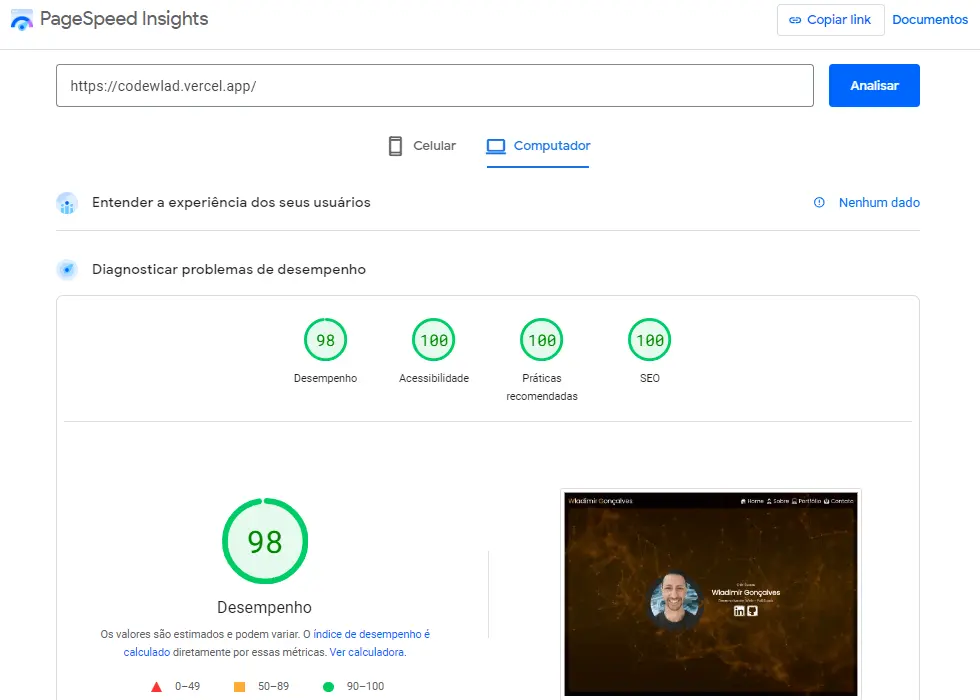 PageSpeed Insights
Copiar link
Documentos
https://codewlad.vercel.app/
Analisar
Celular
Computador
Entender a experiência dos seus usuários
Nenhum dado
Diagnosticar problemas de desempenho
98
100
100
100
Desempenho
Acessibilidade
Práticas
recomendadas
SEO
98
Desempenho
Os valores são estimados e podem variar. O índice de desempenho é
calculado diretamente por essas métricas. Ver calculadora.
0–49
50–89
90–100
Wladimir Gonçalves
Home Sobre Portfólio Contato
Wladimir Gonçalves